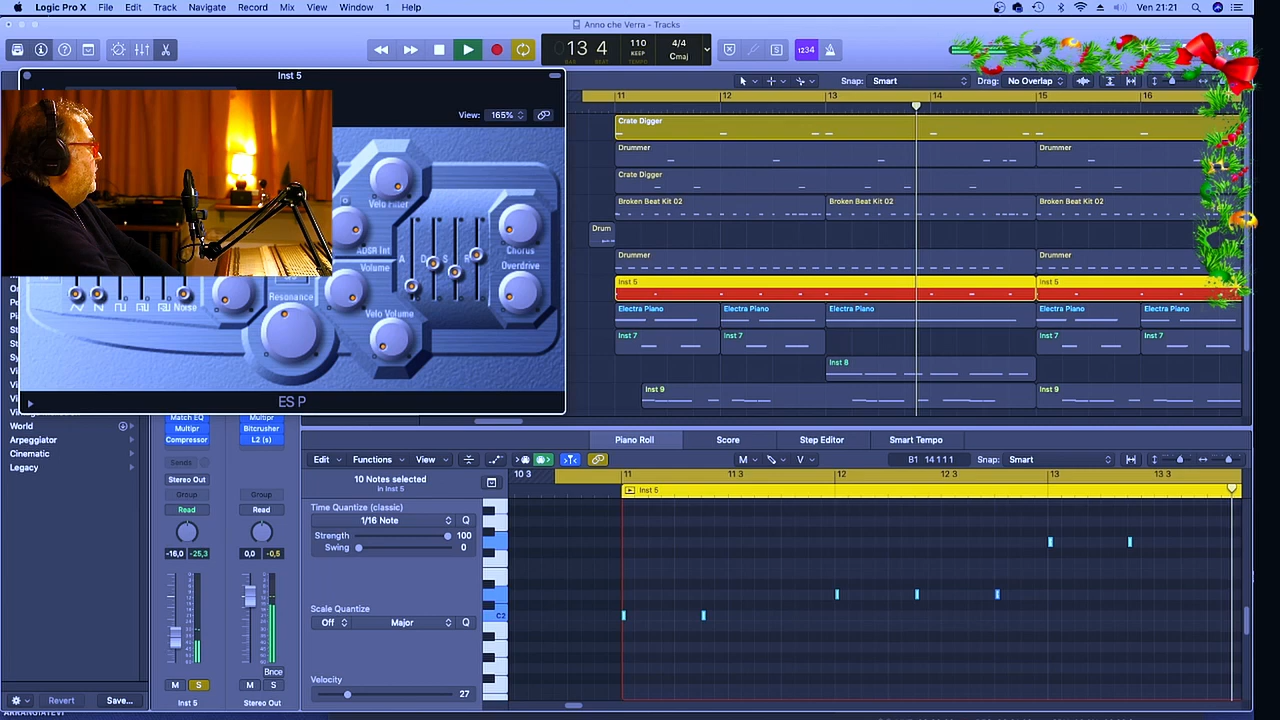 Logic Pro X File Edit Track Navigate Record Mix View Window 1 Help Ven 21:21
Anno che Verra - Tracks
13 4 110 4/4
BAR BEAT KEEP TEMPO Cmaj
1234
Inst 5
Snap: Smart Drag: No Overlap
11 12 13 14 15 16
View: 165%
Crate Digger
Drummer Drummer
Crate Digger
Broken Beat Kit 02 Broken Beat Kit 02 Broken Beat Kit 02
Drum
Drummer Drummer
Inst 5 Inst 5
Electra Piano Electra Piano Electra Piano Electra Piano Electra Piano
Inst 7 Inst 7 Inst 7 Inst 7
Inst 8
Inst 9 Inst 9
Velo Filter
ADSR Int
A D S R
Chorus
Overdrive
Volume
Noise
Resonance
Velo Volume
ES P
World
Arpeggiator
Cinematic
Legacy
Match EQ
Multipr
Compressor
Multipr
Bitcrusher
L2 (s)
Sends
Stereo Out
Group Group
Read Read
-16,0 -25,3 0,0 -0,5
Bnce
M S M S
Inst 5 Stereo Out
Revert Save...
Piano Roll Score Step Editor Smart Tempo
Edit Functions View M V B1 14 1 1 1 Snap: Smart
10 3 11 11 3 12 12 3 13 13 3
10 Notes selected
in Inst 5
Inst 5
Time Quantize (classic)
1/16 Note Q
Strength 100
Swing 0
Scale Quantize
Off Major Q
C2
Velocity
27
ARRANGIATEVI